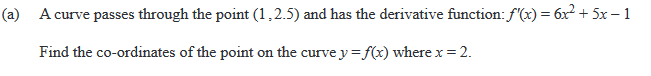 (a) A curve passes through the point (1,2.5) and has the derivative function: f'(x) = 6x² + 5x – 1
Find the co-ordinates of the point on the curve y = f(x) where x = 2.